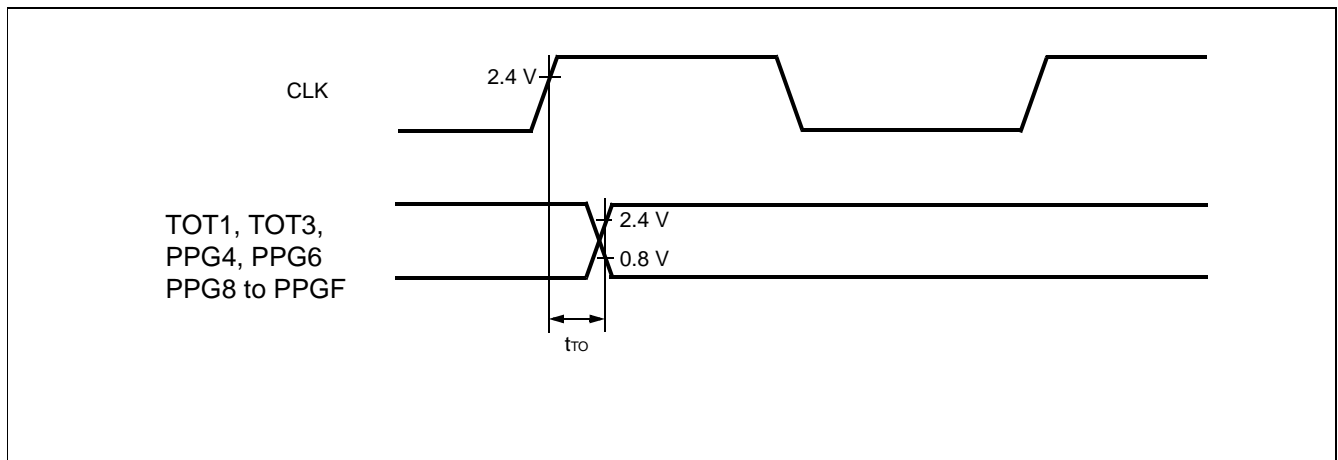 2.4 V
CLK
TOT1, TOT3,
PPG4, PPG6
PPG8 to PPGF
2.4 V
0.8 V
tTO